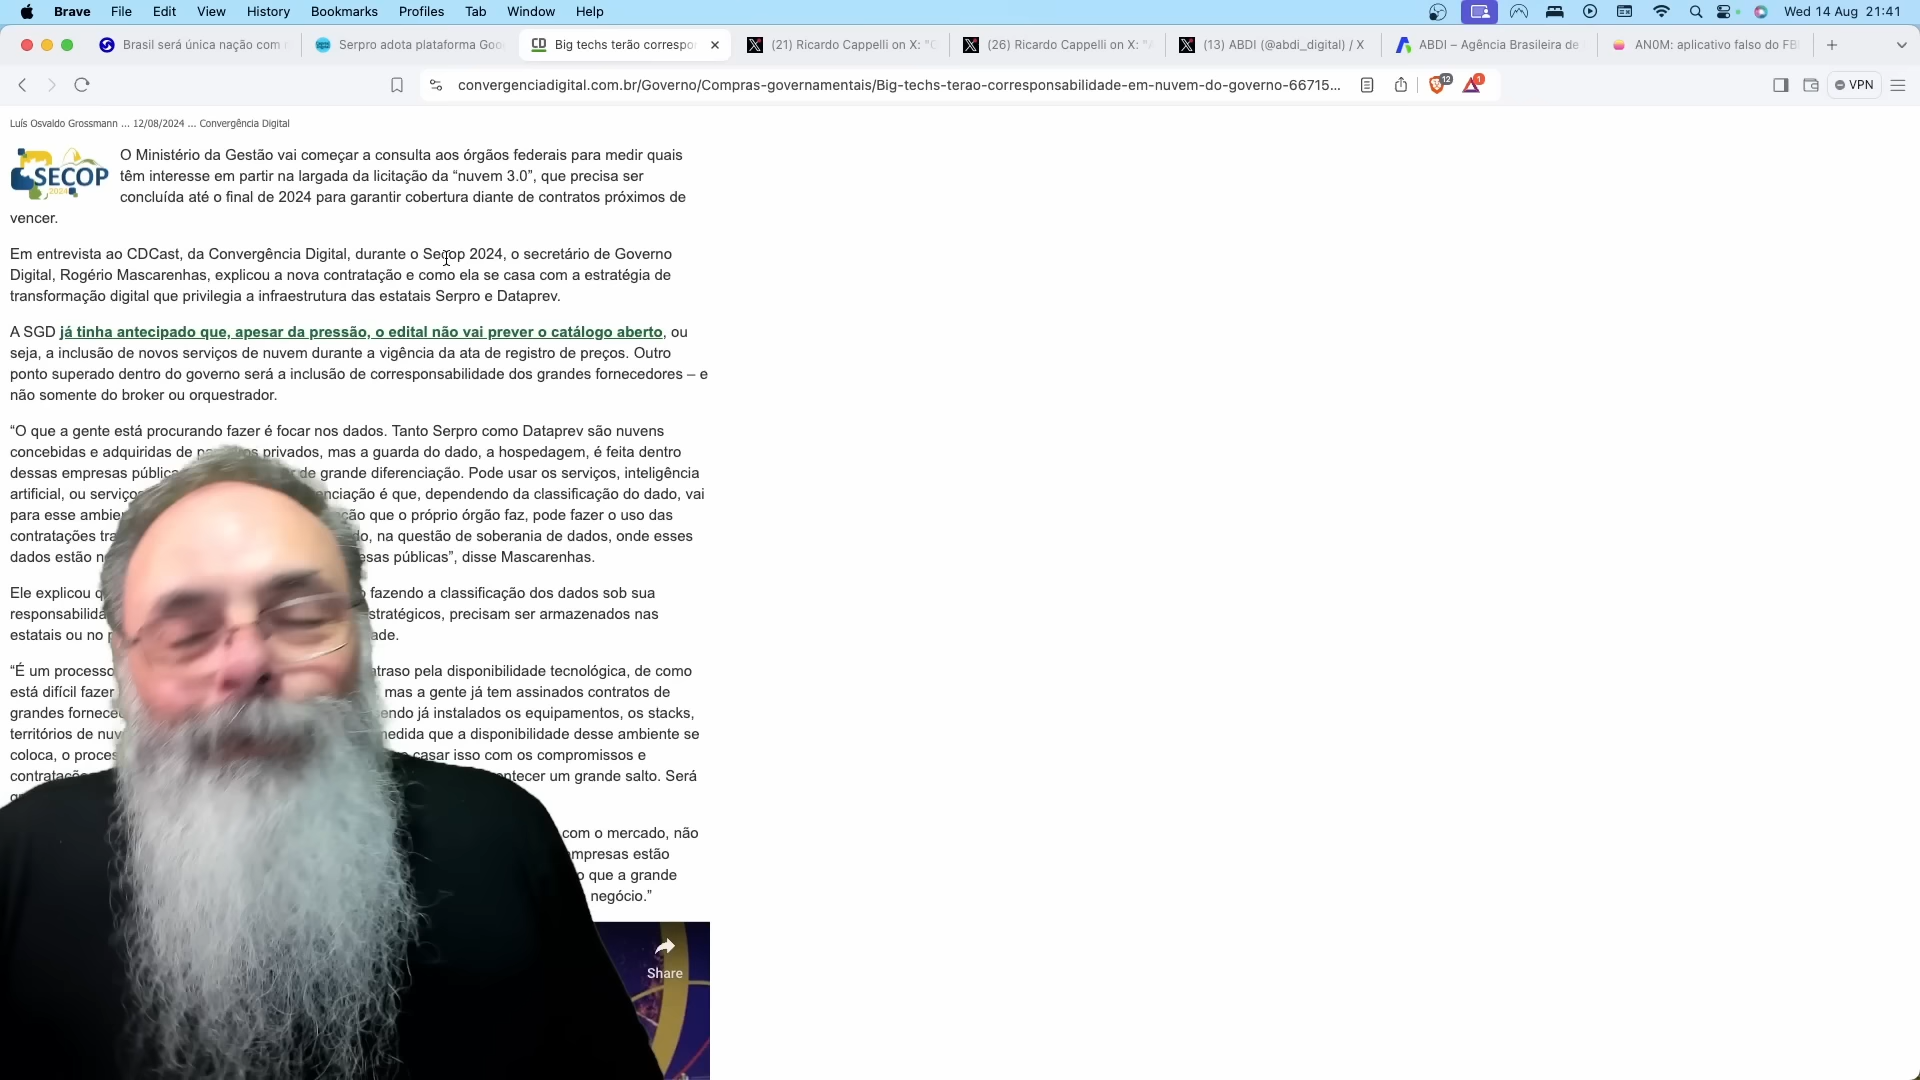 Brave File Edit View History Bookmarks Profiles Tab Window Help Wed 14 Aug 21:41
Brasil será única nação com
Serpro adota plataforma Goo
Big techs terão correspo
(21) Ricardo Cappelli on X: "
(26) Ricardo Cappelli on X: "
(13) ABDI (@abdi_digital) / X
ABDI – Agência Brasileira de
AN0M: aplicativo falso do FB
convergenciadigital.com.br/Governo/Compras-governamentais/Big-techs-terao-corresponsabilidade-em-nuvem-do-governo-66715... 12 1 VPN
Luís Osvaldo Grossmann ... 12/08/2024 ... Convergência Digital
SECOP
2024
O Ministério da Gestão vai começar a consulta aos órgãos federais para medir quais
têm interesse em partir na largada da licitação da “nuvem 3.0”, que precisa ser
concluída até o final de 2024 para garantir cobertura diante de contratos próximos de
vencer.
Em entrevista ao CDCast, da Convergência Digital, durante o Secop 2024, o secretário de Governo
Digital, Rogério Mascarenhas, explicou a nova contratação e como ela se casa com a estratégia de
transformação digital que privilegia a infraestrutura das estatais Serpro e Dataprev.
A SGD já tinha antecipado que, apesar da pressão, o edital não vai prever o catálogo aberto, ou
seja, a inclusão de novos serviços de nuvem durante a vigência da ata de registro de preços. Outro
ponto superado dentro do governo será a inclusão de corresponsabilidade dos grandes fornecedores – e
não somente do broker ou orquestrador.
“O que a gente está procurando fazer é focar nos dados. Tanto Serpro como Dataprev são nuvens
concebidas e adquiridas de privados, mas a guarda do dado, a hospedagem, é feita dentro
dessas empresas pública de grande diferenciação. Pode usar os serviços, inteligência
artificial, ou serviços enciação é que, dependendo da classificação do dado, vai
para esse ambie ção que o próprio órgão faz, pode fazer o uso das
contratações tra do, na questão de soberania de dados, onde esses
dados estão n esas públicas”, disse Mascarenhas.
Ele explicou q fazendo a classificação dos dados sob sua
responsabilida stratégicos, precisam ser armazenados nas
estatais ou no p ade.
“É um processo atraso pela disponibilidade tecnológica, de como
está difícil fazer mas a gente já tem assinados contratos de
grandes fornece endo já instalados os equipamentos, os stacks,
territórios de nuv medida que a disponibilidade desse ambiente se
coloca, o proces casar isso com os compromissos e
contrataçõe ntecer um grande salto. Será
com o mercado, não
empresas estão
o que a grande
negócio.”
Share